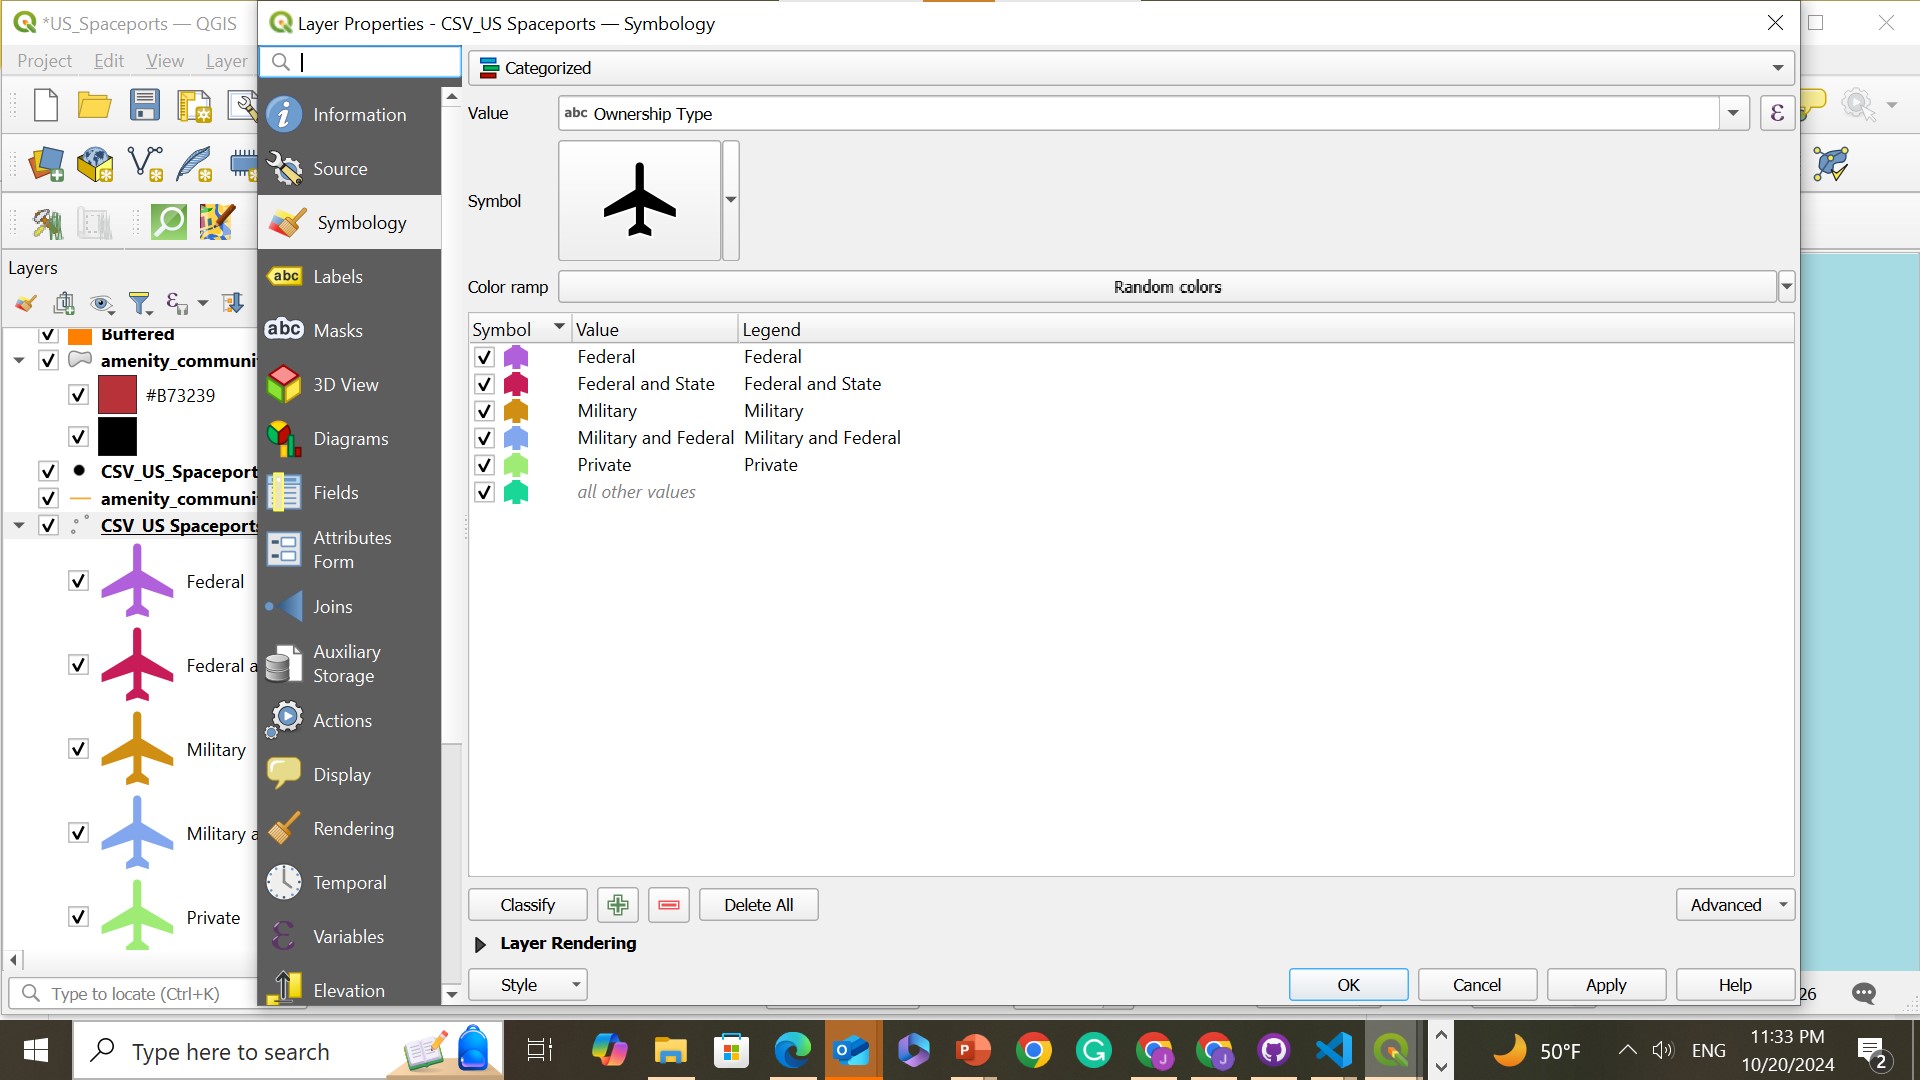 *US_Spaceports — QGIS
Layer Properties - CSV_US Spaceports — Symbology
Project Edit View Layer
Categorized
Information
Source
Symbology
Labels
Masks
3D View
Diagrams
Fields
Attributes
Form
Joins
Auxiliary
Storage
Actions
Display
Rendering
Temporal
Variables
Elevation
Value
abc Ownership Type
ε
Symbol
Color ramp
Random colors
Symbol Value Legend
Federal Federal
Federal and State Federal and State
Military Military
Military and Federal Military and Federal
Private Private
all other values
Classify
Delete All
Advanced
Layer Rendering
Style
OK
Cancel
Apply
Help
Layers
Buffered
amenity_communi
#B73239
CSV_US_Spaceport
amenity_communi
CSV_US Spaceports
Federal
Federal a
Military
Military a
Private
Type to locate (Ctrl+K)
26
Type here to search
50°F
ENG
11:33 PM
10/20/2024
2